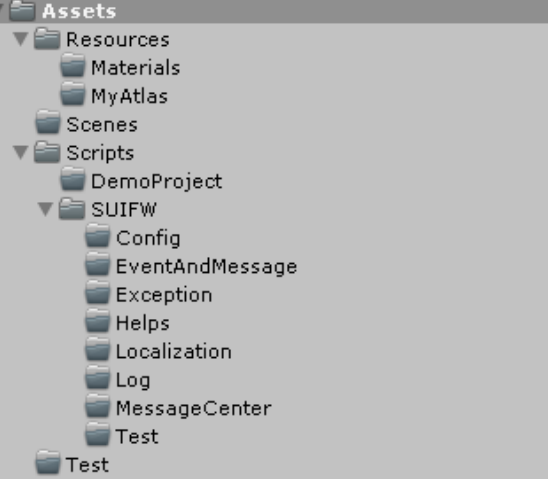 Assets
Resources
Materials
MyAtlas
Scenes
Scripts
DemoProject
SUIFW
Config
EventAndMessage
Exception
Helps
Localization
Log
MessageCenter
Test
Test